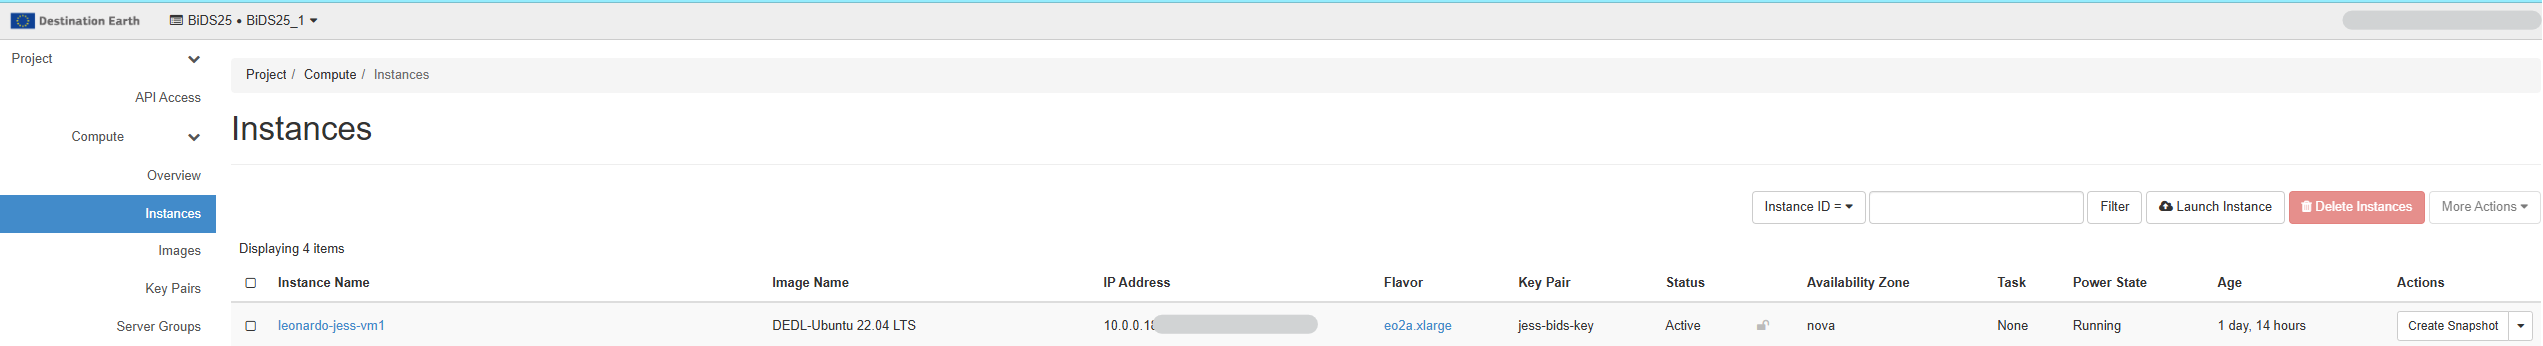 Destination Earth BiDS25 • BiDS25_1
Project
API Access
Compute
Overview
Instances
Images
Key Pairs
Server Groups
Project / Compute / Instances
Instances
Instance ID = Filter Launch Instance Delete Instances More Actions
Displaying 4 items
Instance Name Image Name IP Address Flavor Key Pair Status Availability Zone Task Power State Age Actions
leonardo-jess-vm1 DEDL-Ubuntu 22.04 LTS 10.0.0.18 eo2a.xlarge jess-bids-key Active nova None Running 1 day, 14 hours Create Snapshot